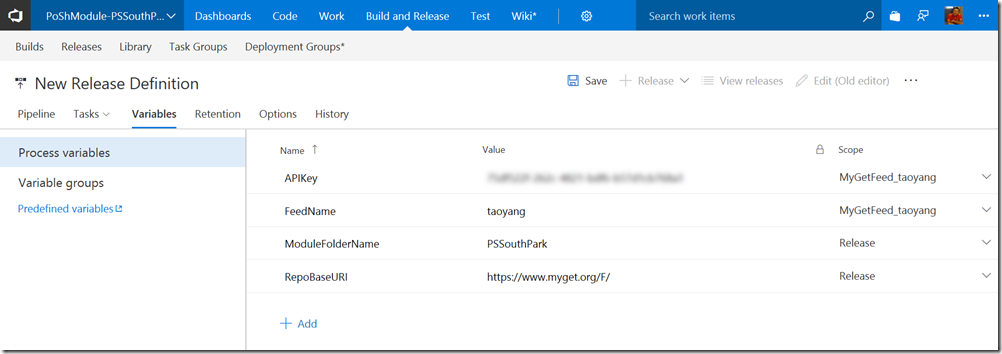 PoShModule-PSSouthP... Dashboards Code Work Build and Release Test Wiki* Search work items
Builds Releases Library Task Groups Deployment Groups*
New Release Definition Save Release View releases Edit (Old editor) ...
Pipeline Tasks Variables Retention Options History
Process variables
Variable groups
Predefined variables
Name Value Scope
APIKey MyGetFeed_taoyang
FeedName taoyang MyGetFeed_taoyang
ModuleFolderName PSSouthPark Release
RepoBaseURI https://www.myget.org/F/ Release
+ Add